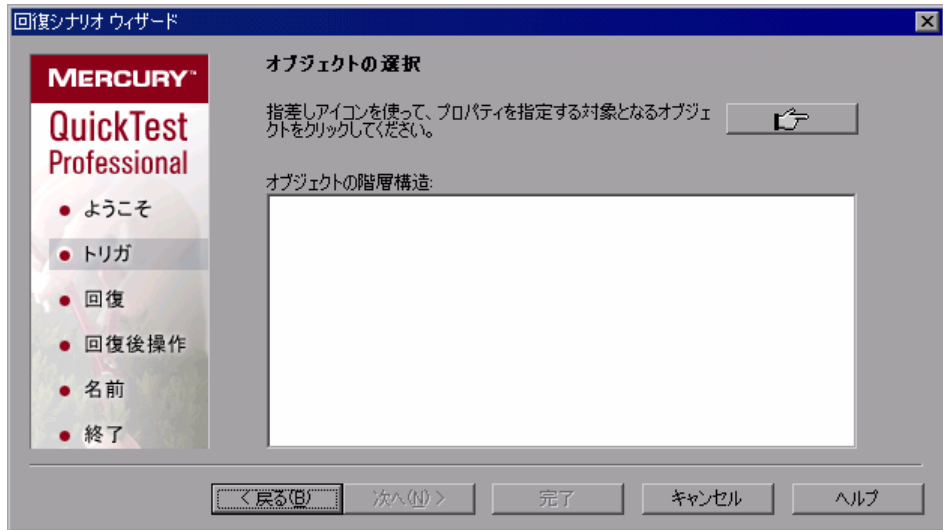 回復シナリオ ウィザード
MERCURY™
QuickTest
Professional
ようこそ
トリガ
回復
回復後操作
名前
終了
オブジェクトの選択
指差しアイコンを使って、プロパティを指定する対象となるオブジェ
クトをクリックしてください。
オブジェクトの階層構造:
< 戻る(B)
次へ(N) >
完了
キャンセル
ヘルプ